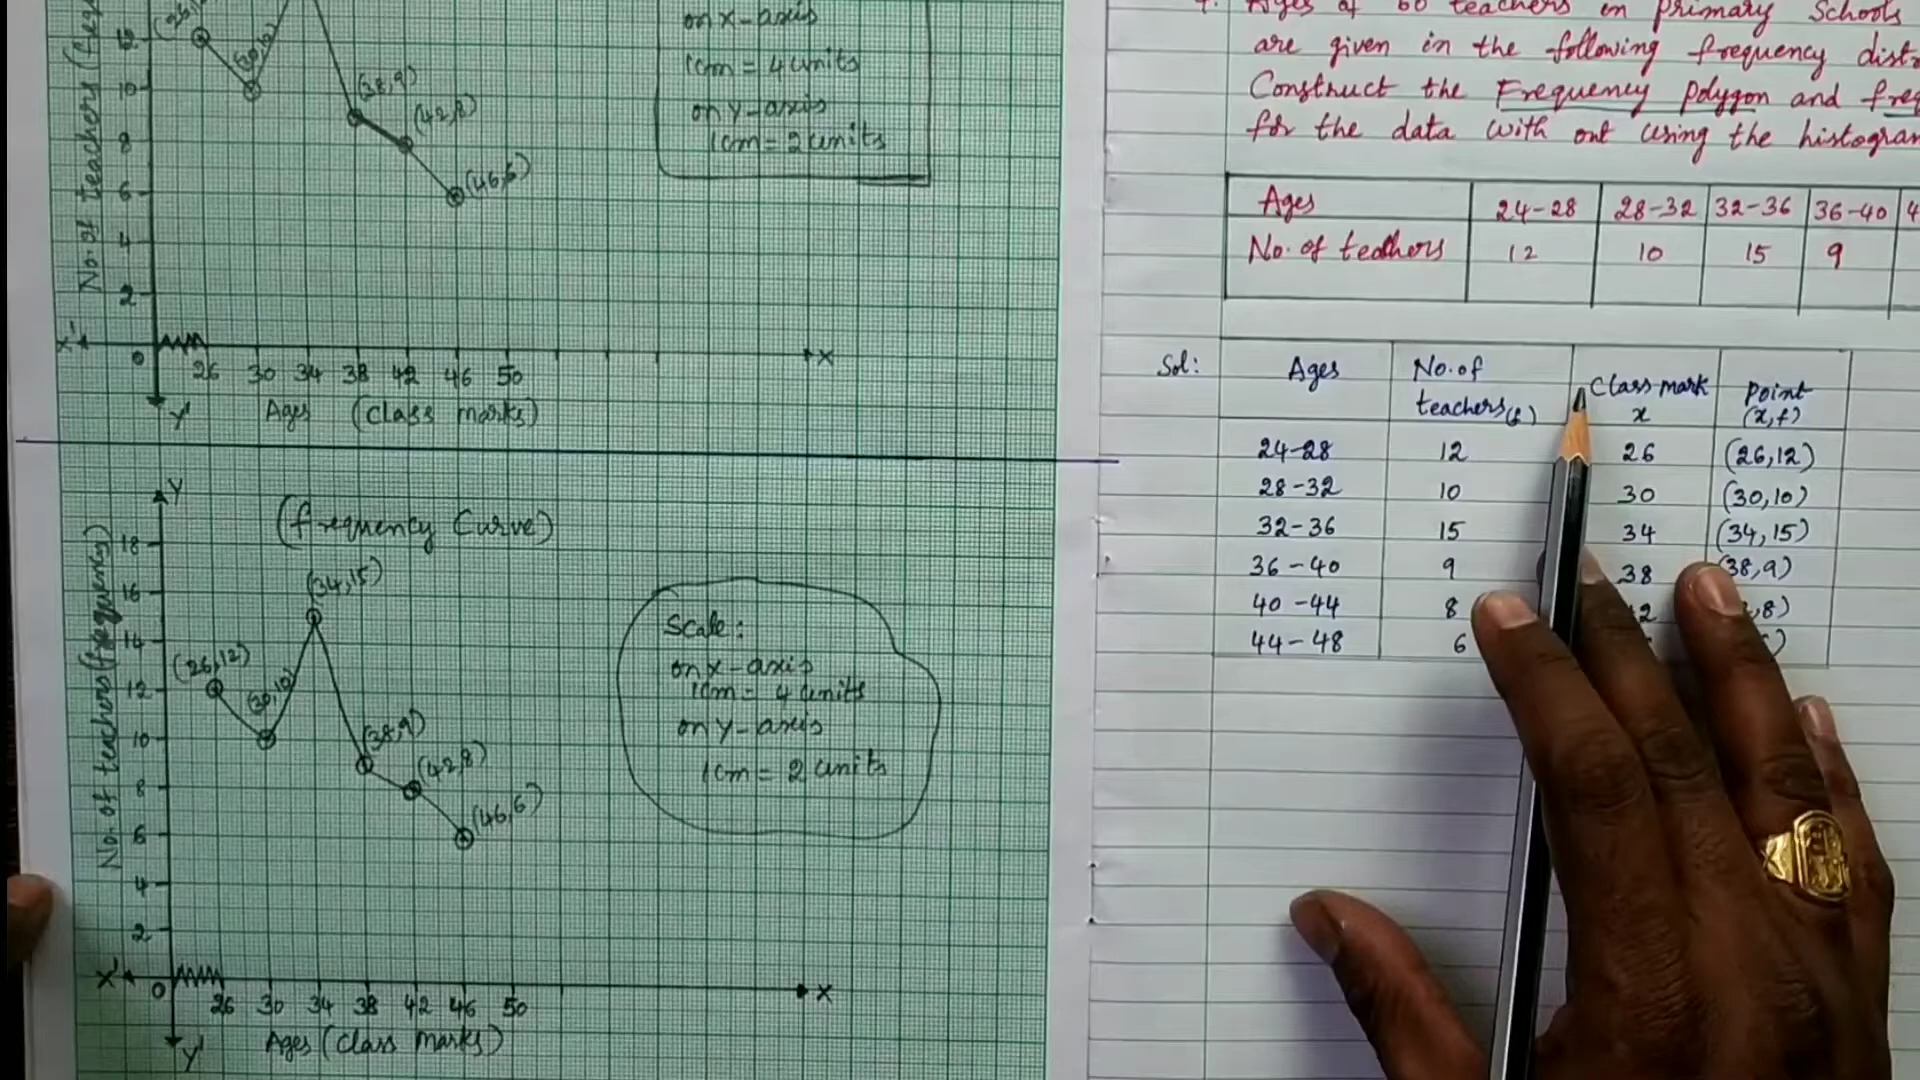 on x-axis
1cm = 4 units
on y-axis
1cm = 2 units
No. of teachers
12
10
8
6
4
2
(30,10)
(38,9)
(42,8)
(46,6)
X'
0
26 30 34 38 42 46 50
X
Y'
Ages (class marks)
Y
(frequency Curve)
No. of teachers (frequency)
18
16
14
12
10
8
6
4
2
(26,12)
(30,10)
(34,15)
(38,9)
(42,8)
(46,6)
Scale:
on x-axis
1cm = 4 units
on y-axis
1cm = 2 units
X'
0
26 30 34 38 42 46 50
X
Y'
Ages (class marks)
Ages of 60 teachers in primary schools
are given in the following frequency
Construct the Frequency polygon and
for the data with out using the
Ages 24-28 28-32 32-36 36-40
No. of teachers 12 10 15 9
Sol: Ages No. of teachers (f) Class mark x Point (x,f)
24-28 12 26 (26,12)
28-32 10 30 (30,10)
32-36 15 34 (34,15)
36-40 9 38 (38,9)
40-44 8
44-48 6